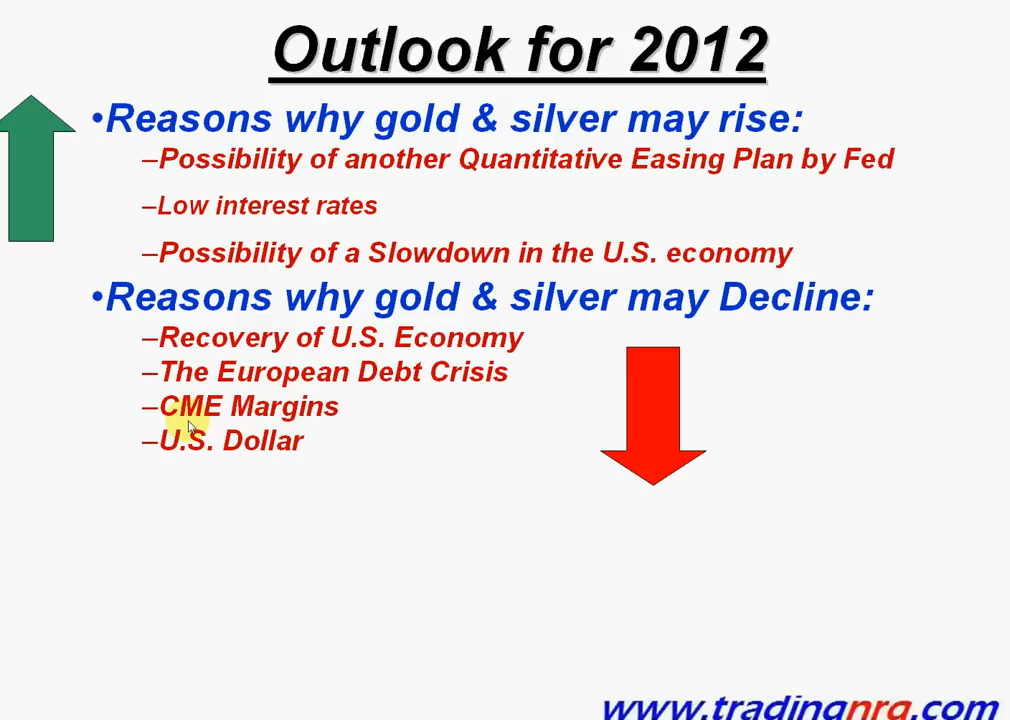 Outlook for 2012
•Reasons why gold & silver may rise:
–Possibility of another Quantitative Easing Plan by Fed
–Low interest rates
–Possibility of a Slowdown in the U.S. economy
•Reasons why gold & silver may Decline:
–Recovery of U.S. Economy
–The European Debt Crisis
–CME Margins
–U.S. Dollar
www.tradingnrg.com